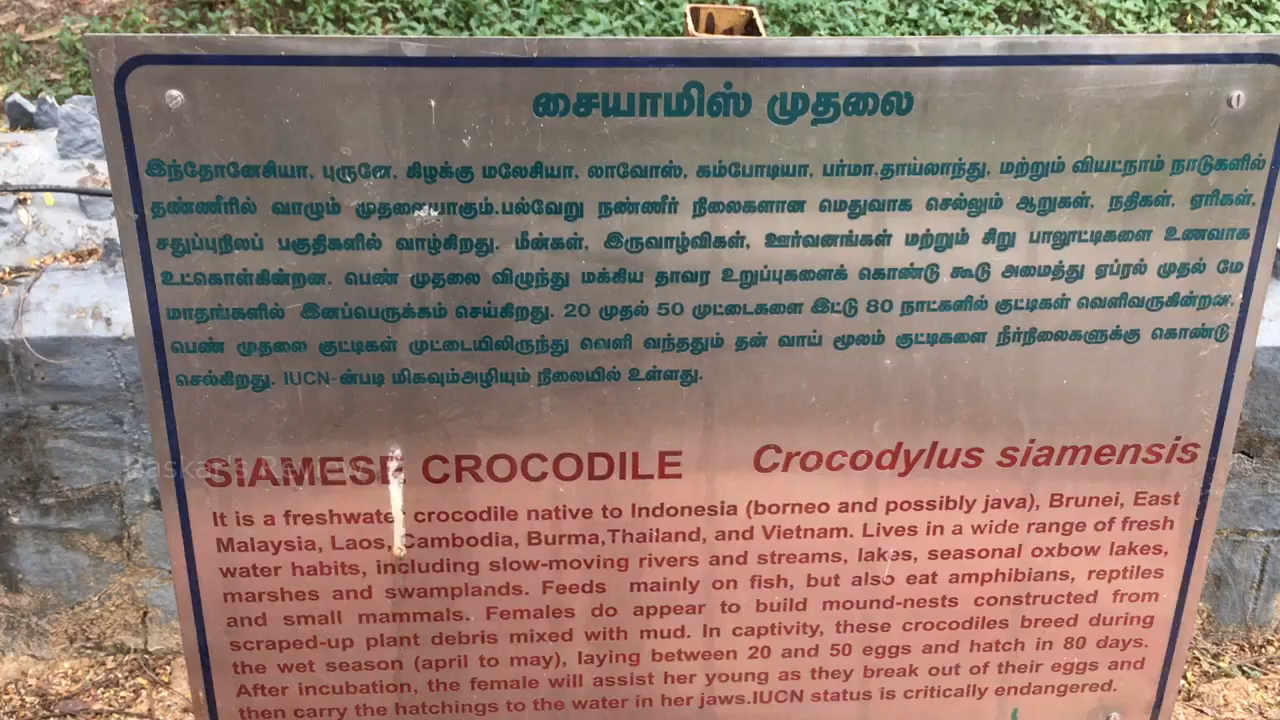 சையாமிஸ் முதலை
இந்தோனேசியா, புருனே, கிழக்கு மலேசியா, லாவோஸ், கம்போடியா, பர்மா,தாய்லாந்து, மற்றும் வியட்நாம் நாடுகளில்
தண்ணீரில் வாழும் முதலையாகும்.பல்வேறு நண்ணீர் நிலைகளான மெதுவாக செல்லும் ஆறுகள், நதிகள், ஏரிகள்,
சதுப்புநிலப் பகுதிகளில் வாழ்கிறது. மீன்கள், இருவாழ்விகள், ஊர்வனங்கள் மற்றும் சிறு பாலூட்டிகளை உணவாக
உட்கொள்கின்றன. பெண் முதலை விழுந்து மக்கிய தாவர உறுப்புகளைக் கொண்டு கூடு அமைத்து ஏப்ரல் முதல் மே
மாதங்களில் இனப்பெருக்கம் செய்கிறது. 20 முதல் 50 முட்டைகளை இட்டு 80 நாட்களில் குட்டிகள் வெளிவருகின்றன.
பெண் முதலை குட்டிகள் முட்டையிலிருந்து வெளி வந்ததும் தன் வாய் மூலம் குட்டிகளை நீர்நிலைகளுக்கு கொண்டு
செல்கிறது. IUCN-ன்படி மிகவும்அழியும் நிலையில் உள்ளது.
SIAMESE CROCODILE Crocodylus siamensis
It is a freshwater crocodile native to Indonesia (borneo and possibly java), Brunei, East
Malaysia, Laos, Cambodia, Burma,Thailand, and Vietnam. Lives in a wide range of fresh
water habits, including slow-moving rivers and streams, lakes, seasonal oxbow lakes,
marshes and swamplands. Feeds mainly on fish, but also eat amphibians, reptiles
and small mammals. Females do appear to build mound-nests constructed from
scraped-up plant debris mixed with mud. In captivity, these crocodiles breed during
the wet season (april to may), laying between 20 and 50 eggs and hatch in 80 days.
After incubation, the female will assist her young as they break out of their eggs and
then carry the hatchings to the water in her jaws.IUCN status is critically endangered.